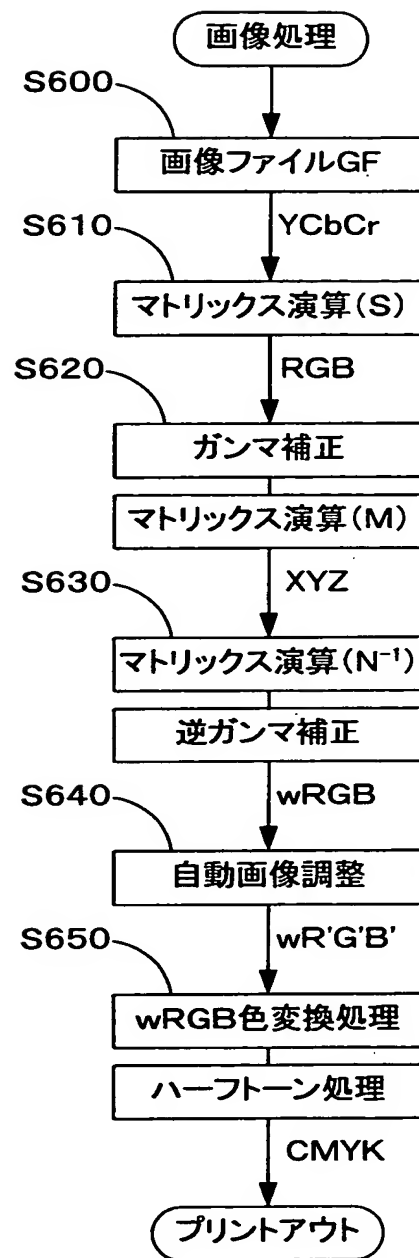 画像処理
S600
画像ファイルGF
S610
YCbCr
マトリックス演算(S)
S620
RGB
ガンマ補正
マトリックス演算(M)
S630
XYZ
マトリックス演算(N⁻¹)
逆ガンマ補正
S640
wRGB
自動画像調整
S650
wR'G'B'
wRGB色変換処理
ハーフトーン処理
CMYK
プリントアウト